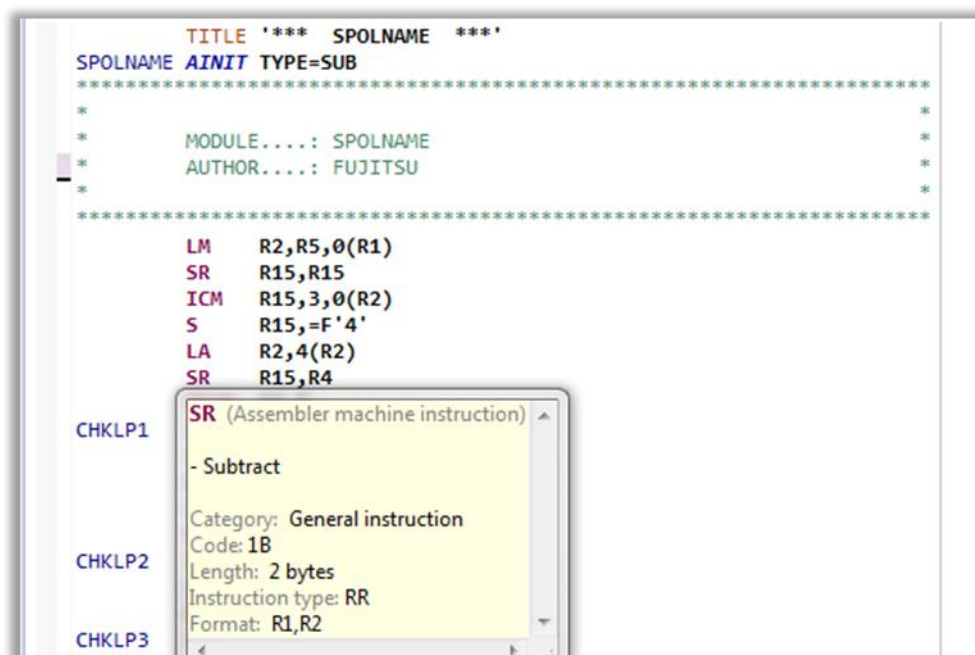 TITLE '*** SPOLNAME ***'
SPOLNAME AINIT TYPE=SUB
**********************************************************************
* *
* MODULE....: SPOLNAME *
* AUTHOR....: FUJITSU *
* *
**********************************************************************
LM R2,R5,0(R1)
SR R15,R15
ICM R15,3,0(R2)
S R15,=F'4'
LA R2,4(R2)
SR R15,R4
CHKLP1
CHKLP2
CHKLP3
SR (Assembler machine instruction)
- Subtract
Category: General instruction
Code: 1B
Length: 2 bytes
Instruction type: RR
Format: R1,R2